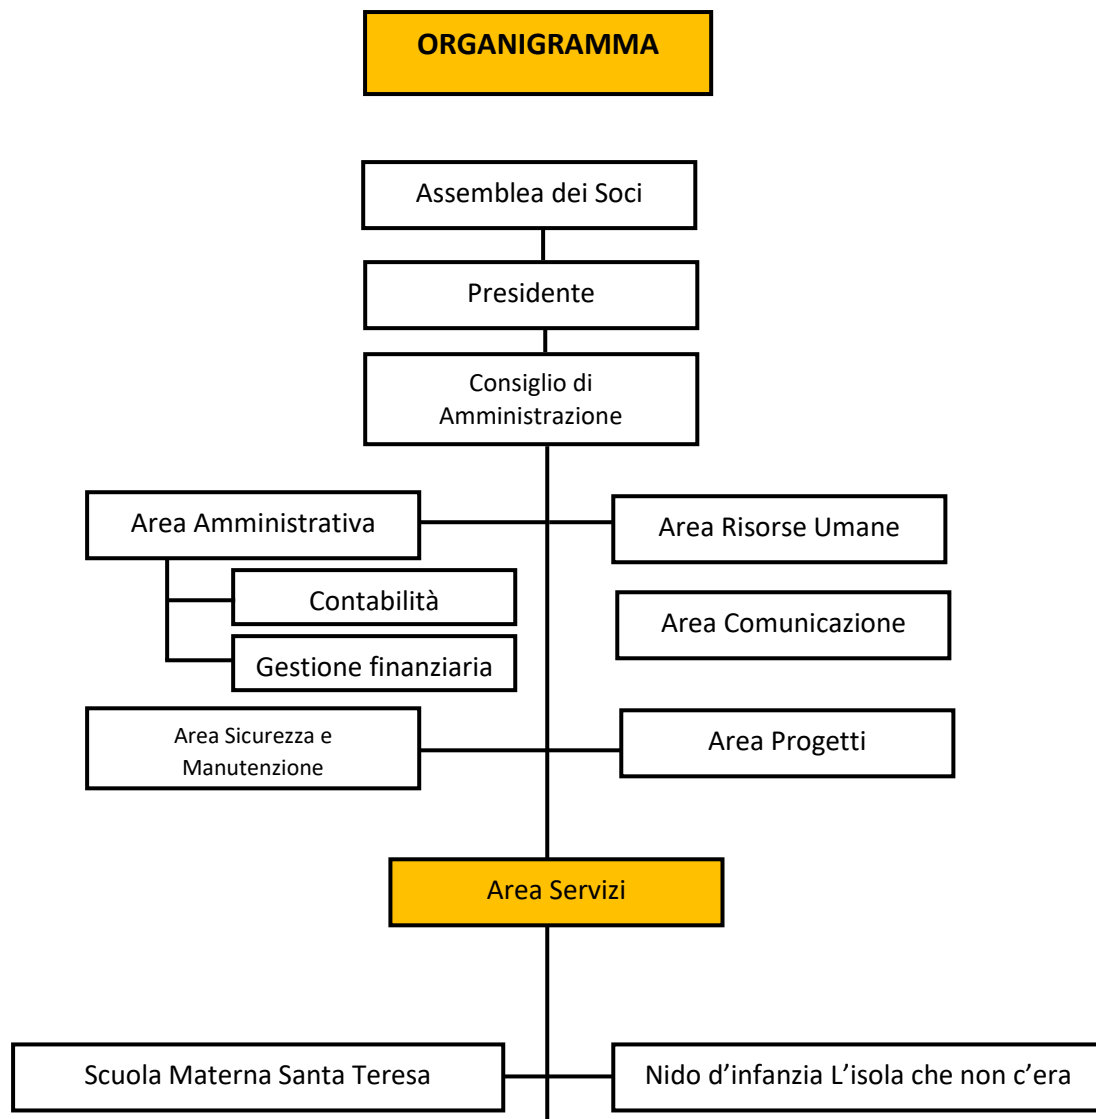 ORGANIGRAMMA
Assemblea dei Soci
Presidente
Consiglio di
Amministrazione
Area Amministrativa
Area Risorse Umane
Contabilità
Area Comunicazione
Gestione finanziaria
Area Sicurezza e
Manutenzione
Area Progetti
Area Servizi
Scuola Materna Santa Teresa
Nido d’infanzia L’isola che non c’era